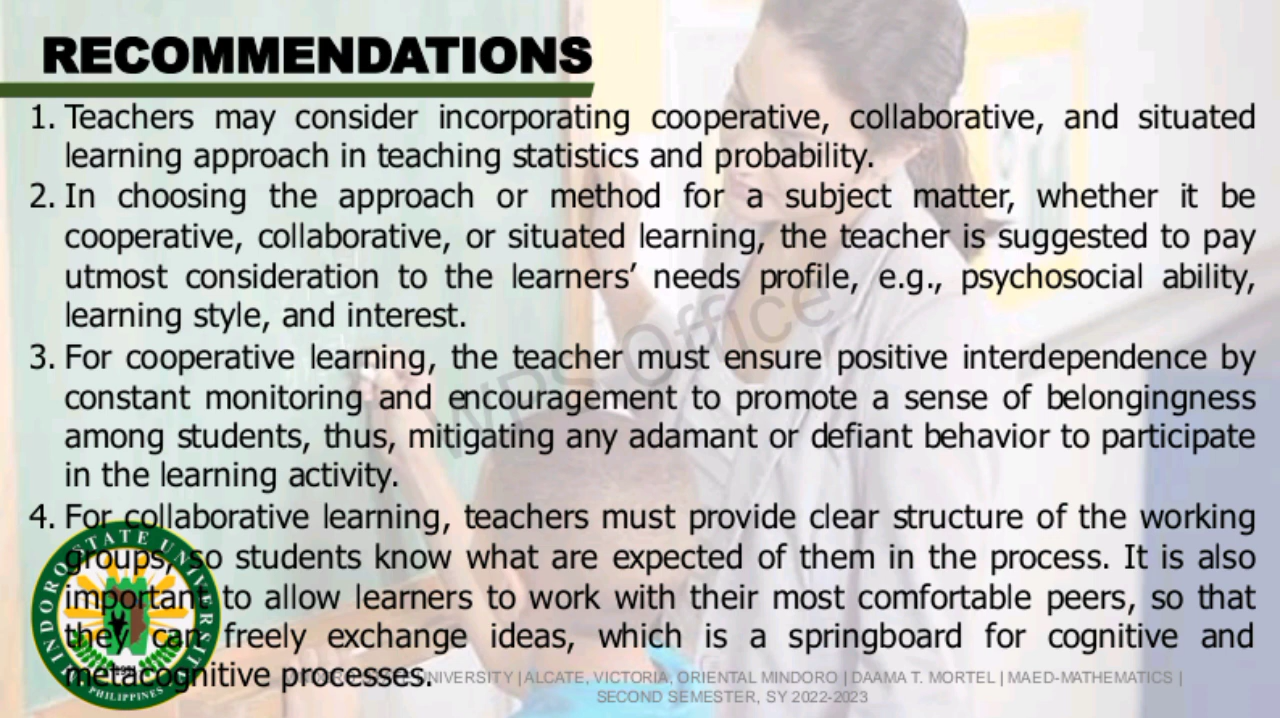 RECOMMENDATIONS
1. Teachers may consider incorporating cooperative, collaborative, and situated
learning approach in teaching statistics and probability.
2. In choosing the approach or method for a subject matter, whether it be
cooperative, collaborative, or situated learning, the teacher is suggested to pay
utmost consideration to the learners’ needs profile, e.g., psychosocial ability,
learning style, and interest.
3. For cooperative learning, the teacher must ensure positive interdependence by
constant monitoring and encouragement to promote a sense of belongingness
among students, thus, mitigating any adamant or defiant behavior to participate
in the learning activity.
4. For collaborative learning, teachers must provide clear structure of the working
groups, so students know what are expected of them in the process. It is also
important to allow learners to work with their most comfortable peers, so that
they can freely exchange ideas, which is a springboard for cognitive and
metacognitive processes.
WPS Office
STATE UNIVERSITY
PHILIPPINES
UNIVERSITY | ALCATE, VICTORIA, ORIENTAL MINDORO | DAAMA T. MORTEL | MAED-MATHEMATICS |
SECOND SEMESTER, SY 2022-2023